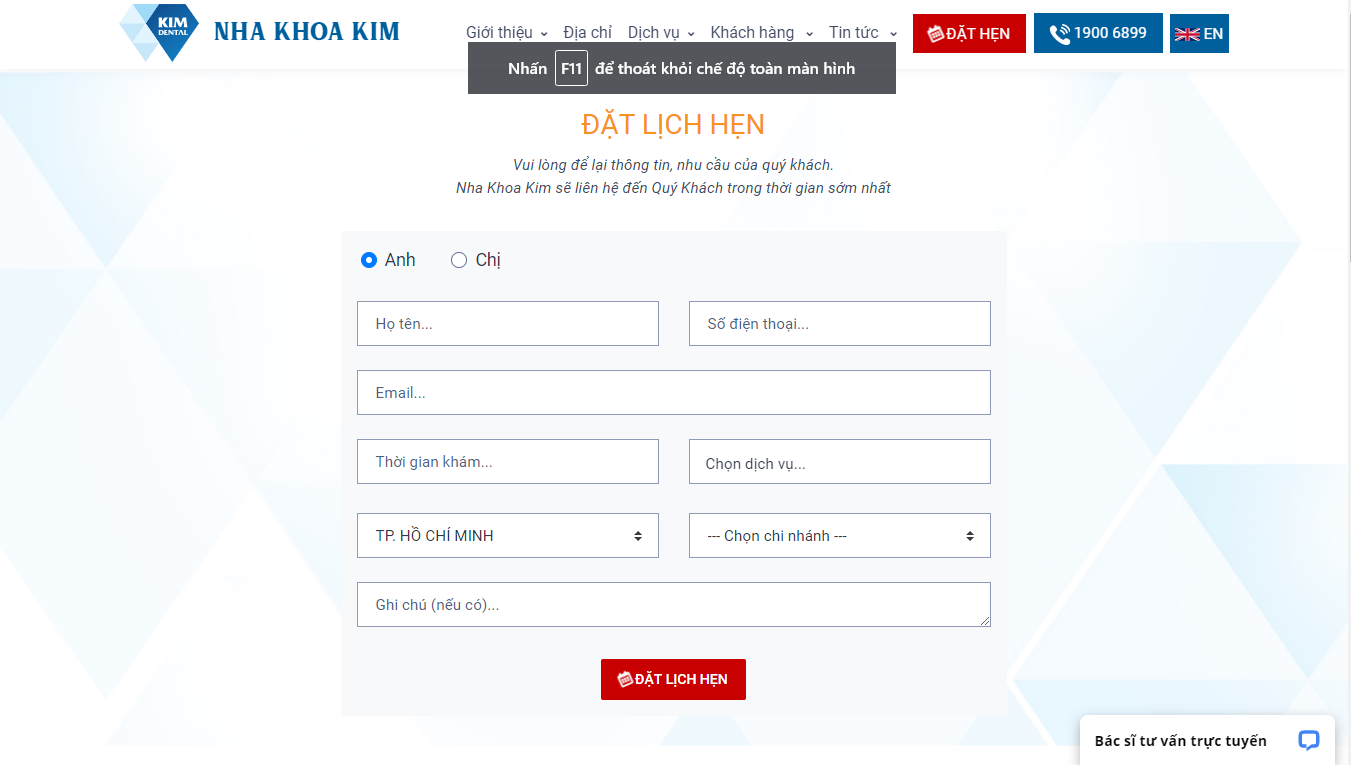 KIM
DENTAL
NHA KHOA KIM
Giới thiệu
Địa chỉ
Dịch vụ
Khách hàng
Tin tức
ĐẶT HẸN
1900 6899
EN
Nhấn F11 để thoát khỏi chế độ toàn màn hình
ĐẶT LỊCH HẸN
Vui lòng để lại thông tin, nhu cầu của quý khách.
Nha Khoa Kim sẽ liên hệ đến Quý Khách trong thời gian sớm nhất
Anh
Chị
Họ tên...
Số điện thoại...
Email...
Thời gian khám...
Chọn dịch vụ...
TP. HỒ CHÍ MINH
--- Chọn chi nhánh ---
Ghi chú (nếu có)...
ĐẶT LỊCH HẸN
Bác sĩ tư vấn trực tuyến